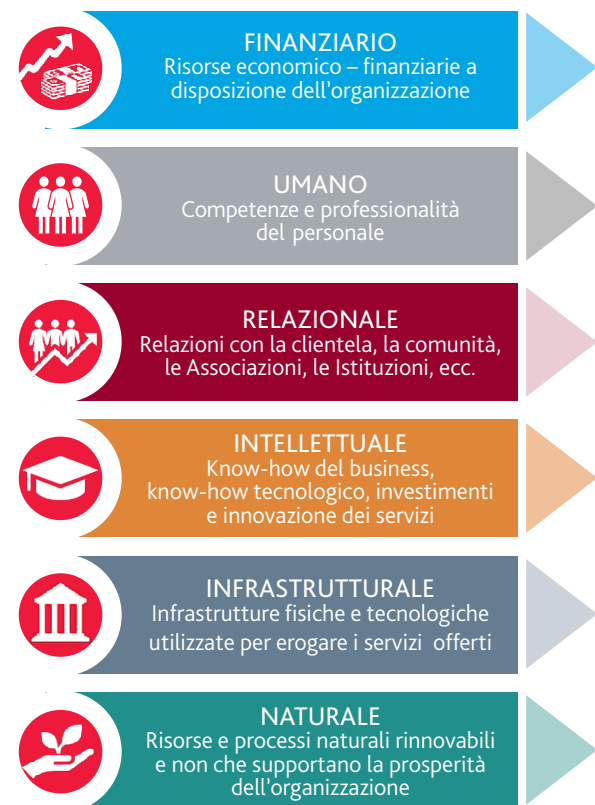 FINANZIARIO
Risorse economico – finanziarie a
disposizione dell'organizzazione
UMANO
Competenze e professionalità
del personale
RELAZIONALE
Relazioni con la clientela, la comunità,
le Associazioni, le Istituzioni, ecc.
INTELLETTUALE
Know-how del business,
know-how tecnologico, investimenti
e innovazione dei servizi
INFRASTRUTTURALE
Infrastrutture fisiche e tecnologiche
utilizzate per erogare i servizi offerti
NATURALE
Risorse e processi naturali rinnovabili
e non che supportano la prosperità
dell'organizzazione